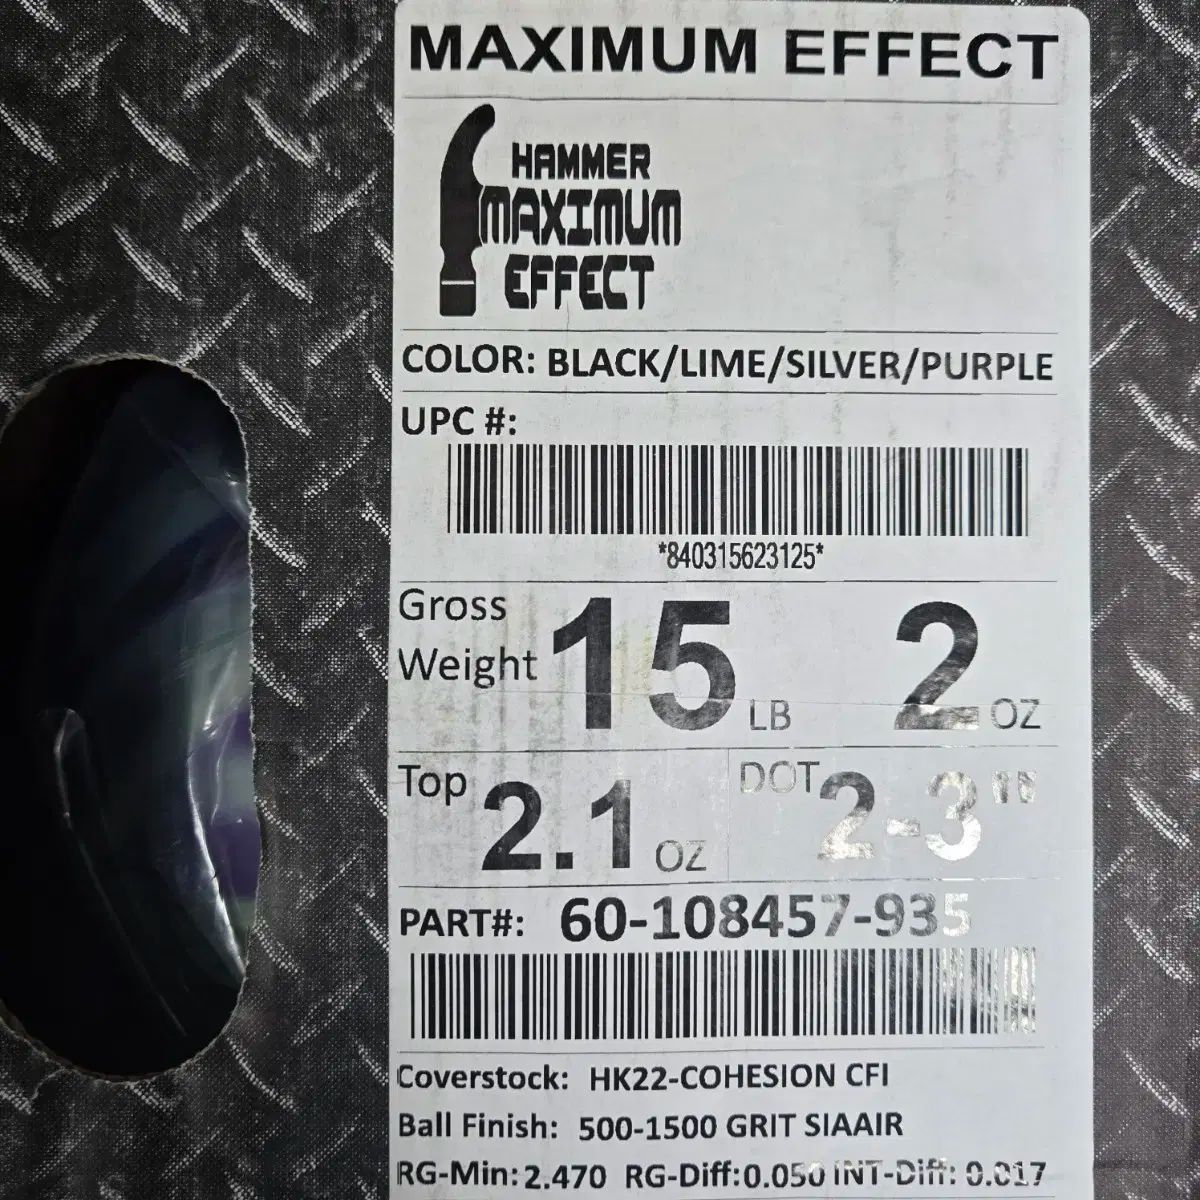 MAXIMUM EFFECT
HAMMER
MAXIMUM
EFFECT
COLOR: BLACK/LIME/SILVER/PURPLE
UPC #:
*840315623125*
Gross Weight 15 LB 2 OZ
Top 2.1 OZ DOT 2-3"
PART#: 60-108457-935
Coverstock: HK22-COHESION CFI
Ball Finish: 500-1500 GRIT SIAAIR
RG-Min: 2.470 RG-Diff: 0.050 INT-Diff: 0.017